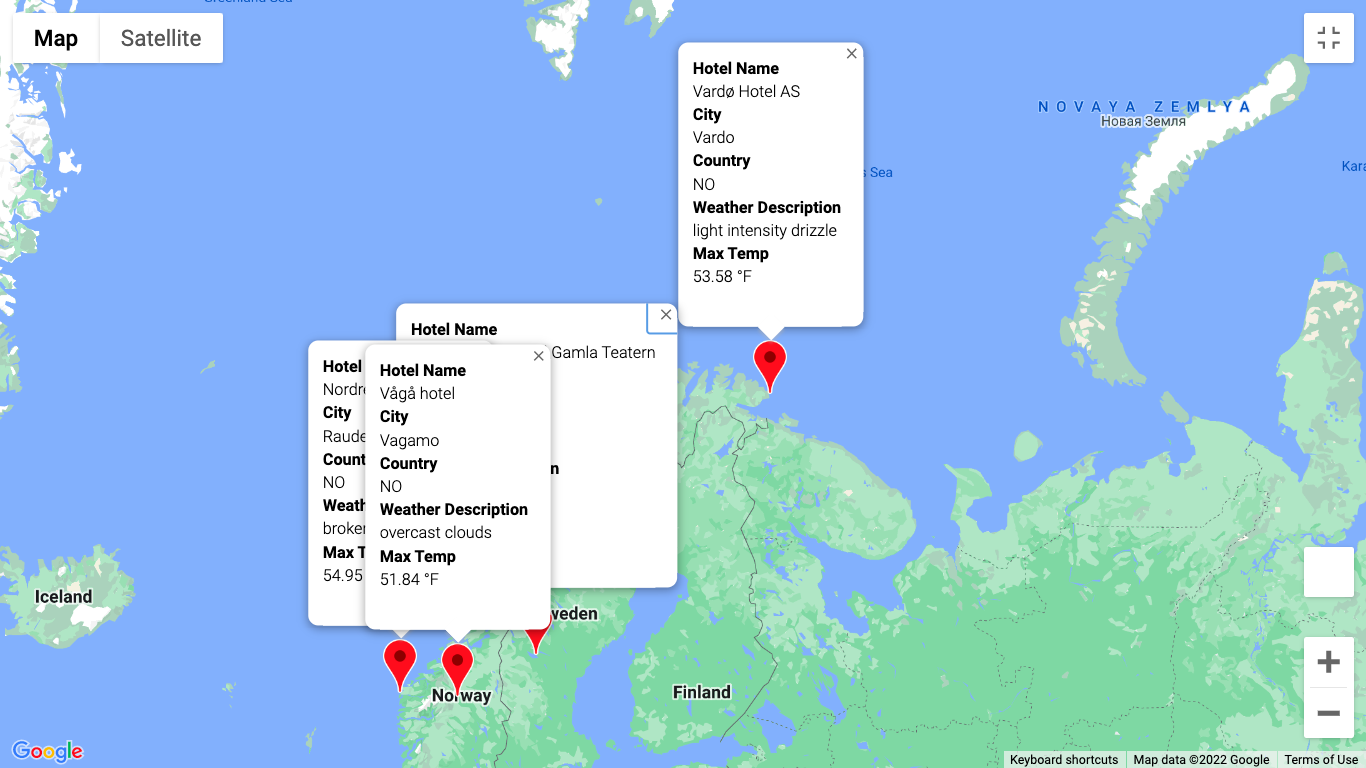 Greenland Sea
Map
Satellite
NOVAYA ZEMLYA
Новая Земля
Kara
s Sea
Hotel Name
Vardø Hotel AS
City
Vardo
Country
NO
Weather Description
light intensity drizzle
Max Temp
53.58 °F
Hotel Name
Gamla Teatern
n
Hotel
Nordre
City
Raude
Count
NO
Weath
broken
Max T
54.95
Hotel Name
Vågå hotel
City
Vagamo
Country
NO
Weather Description
overcast clouds
Max Temp
51.84 °F
Iceland
weden
Finland
Norway
Google
Keyboard shortcuts
Map data ©2022 Google
Terms of Use